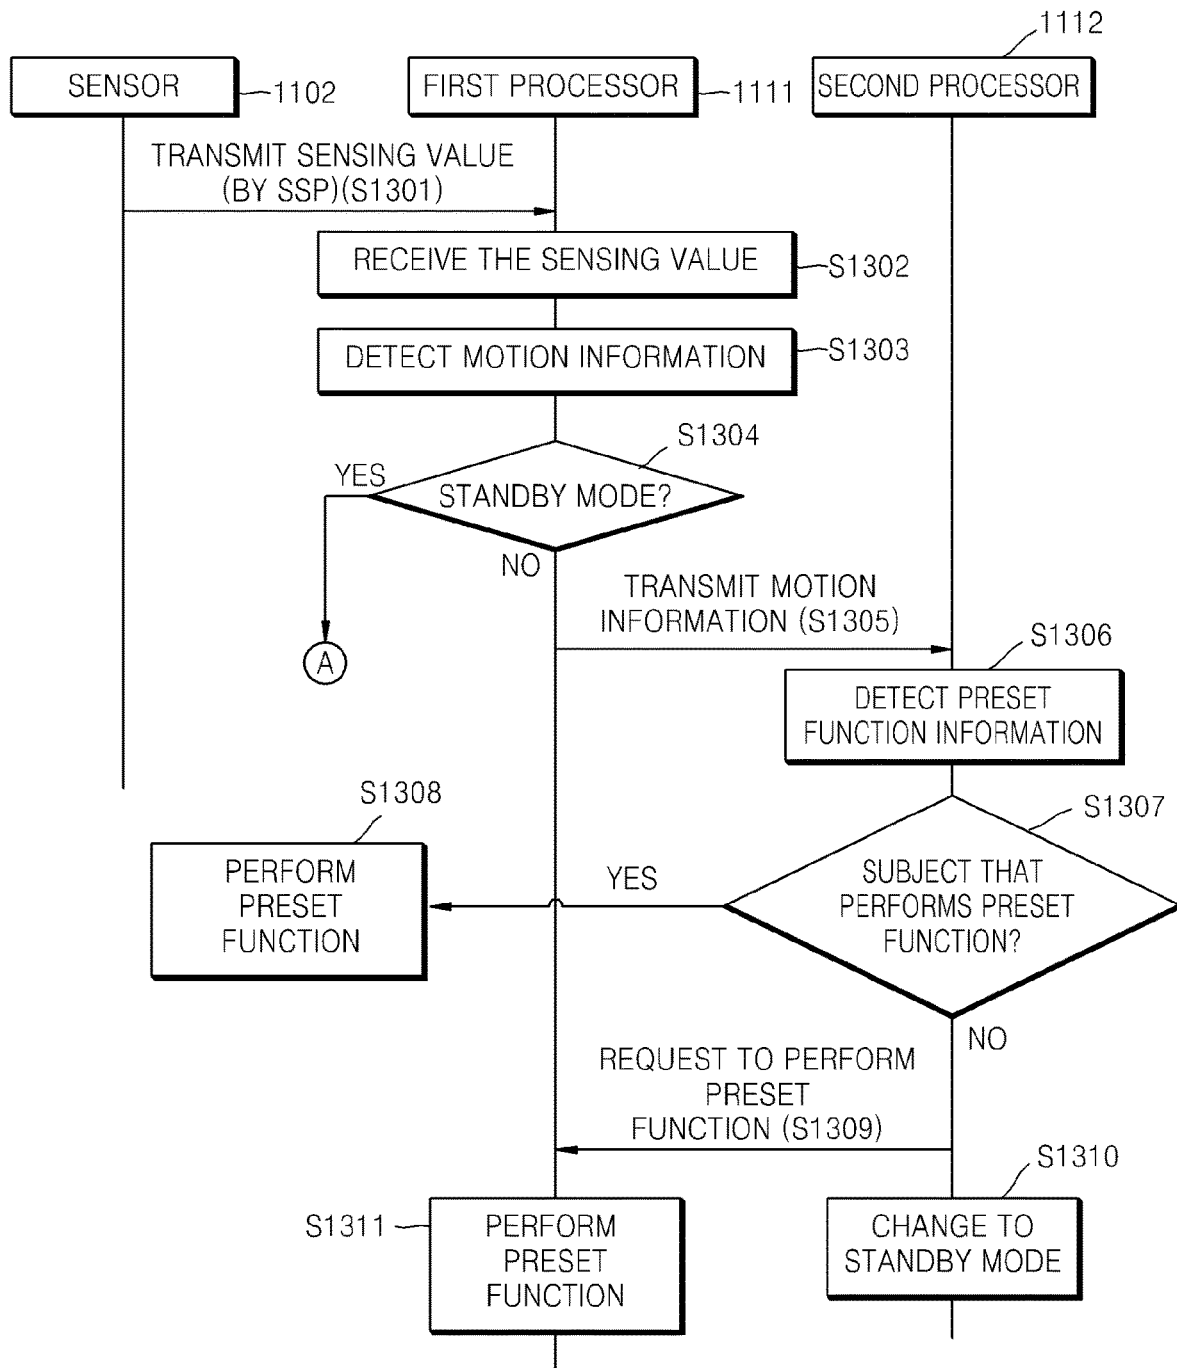 1112
SENSOR
1102
FIRST PROCESSOR
1111
SECOND PROCESSOR
TRANSMIT SENSING VALUE
(BY SSP)(S1301)
RECEIVE THE SENSING VALUE
S1302
DETECT MOTION INFORMATION
S1303
S1304
YES
STANDBY MODE?
NO
TRANSMIT MOTION
INFORMATION (S1305)
A
S1306
DETECT PRESET
FUNCTION INFORMATION
S1308
S1307
PERFORM
PRESET
FUNCTION
YES
SUBJECT THAT
PERFORMS PRESET
FUNCTION?
NO
REQUEST TO PERFORM
PRESET
FUNCTION (S1309)
S1310
S1311
PERFORM
PRESET
FUNCTION
CHANGE TO
STANDBY MODE